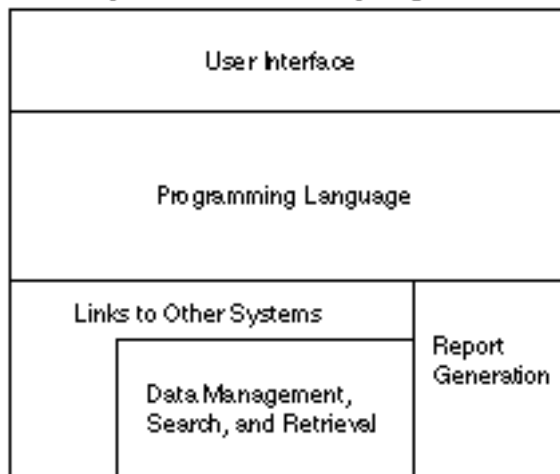 User Interface
Programming Language
Links to Other Systems
Data Management,
Search, and Retrieval
Report
Generation